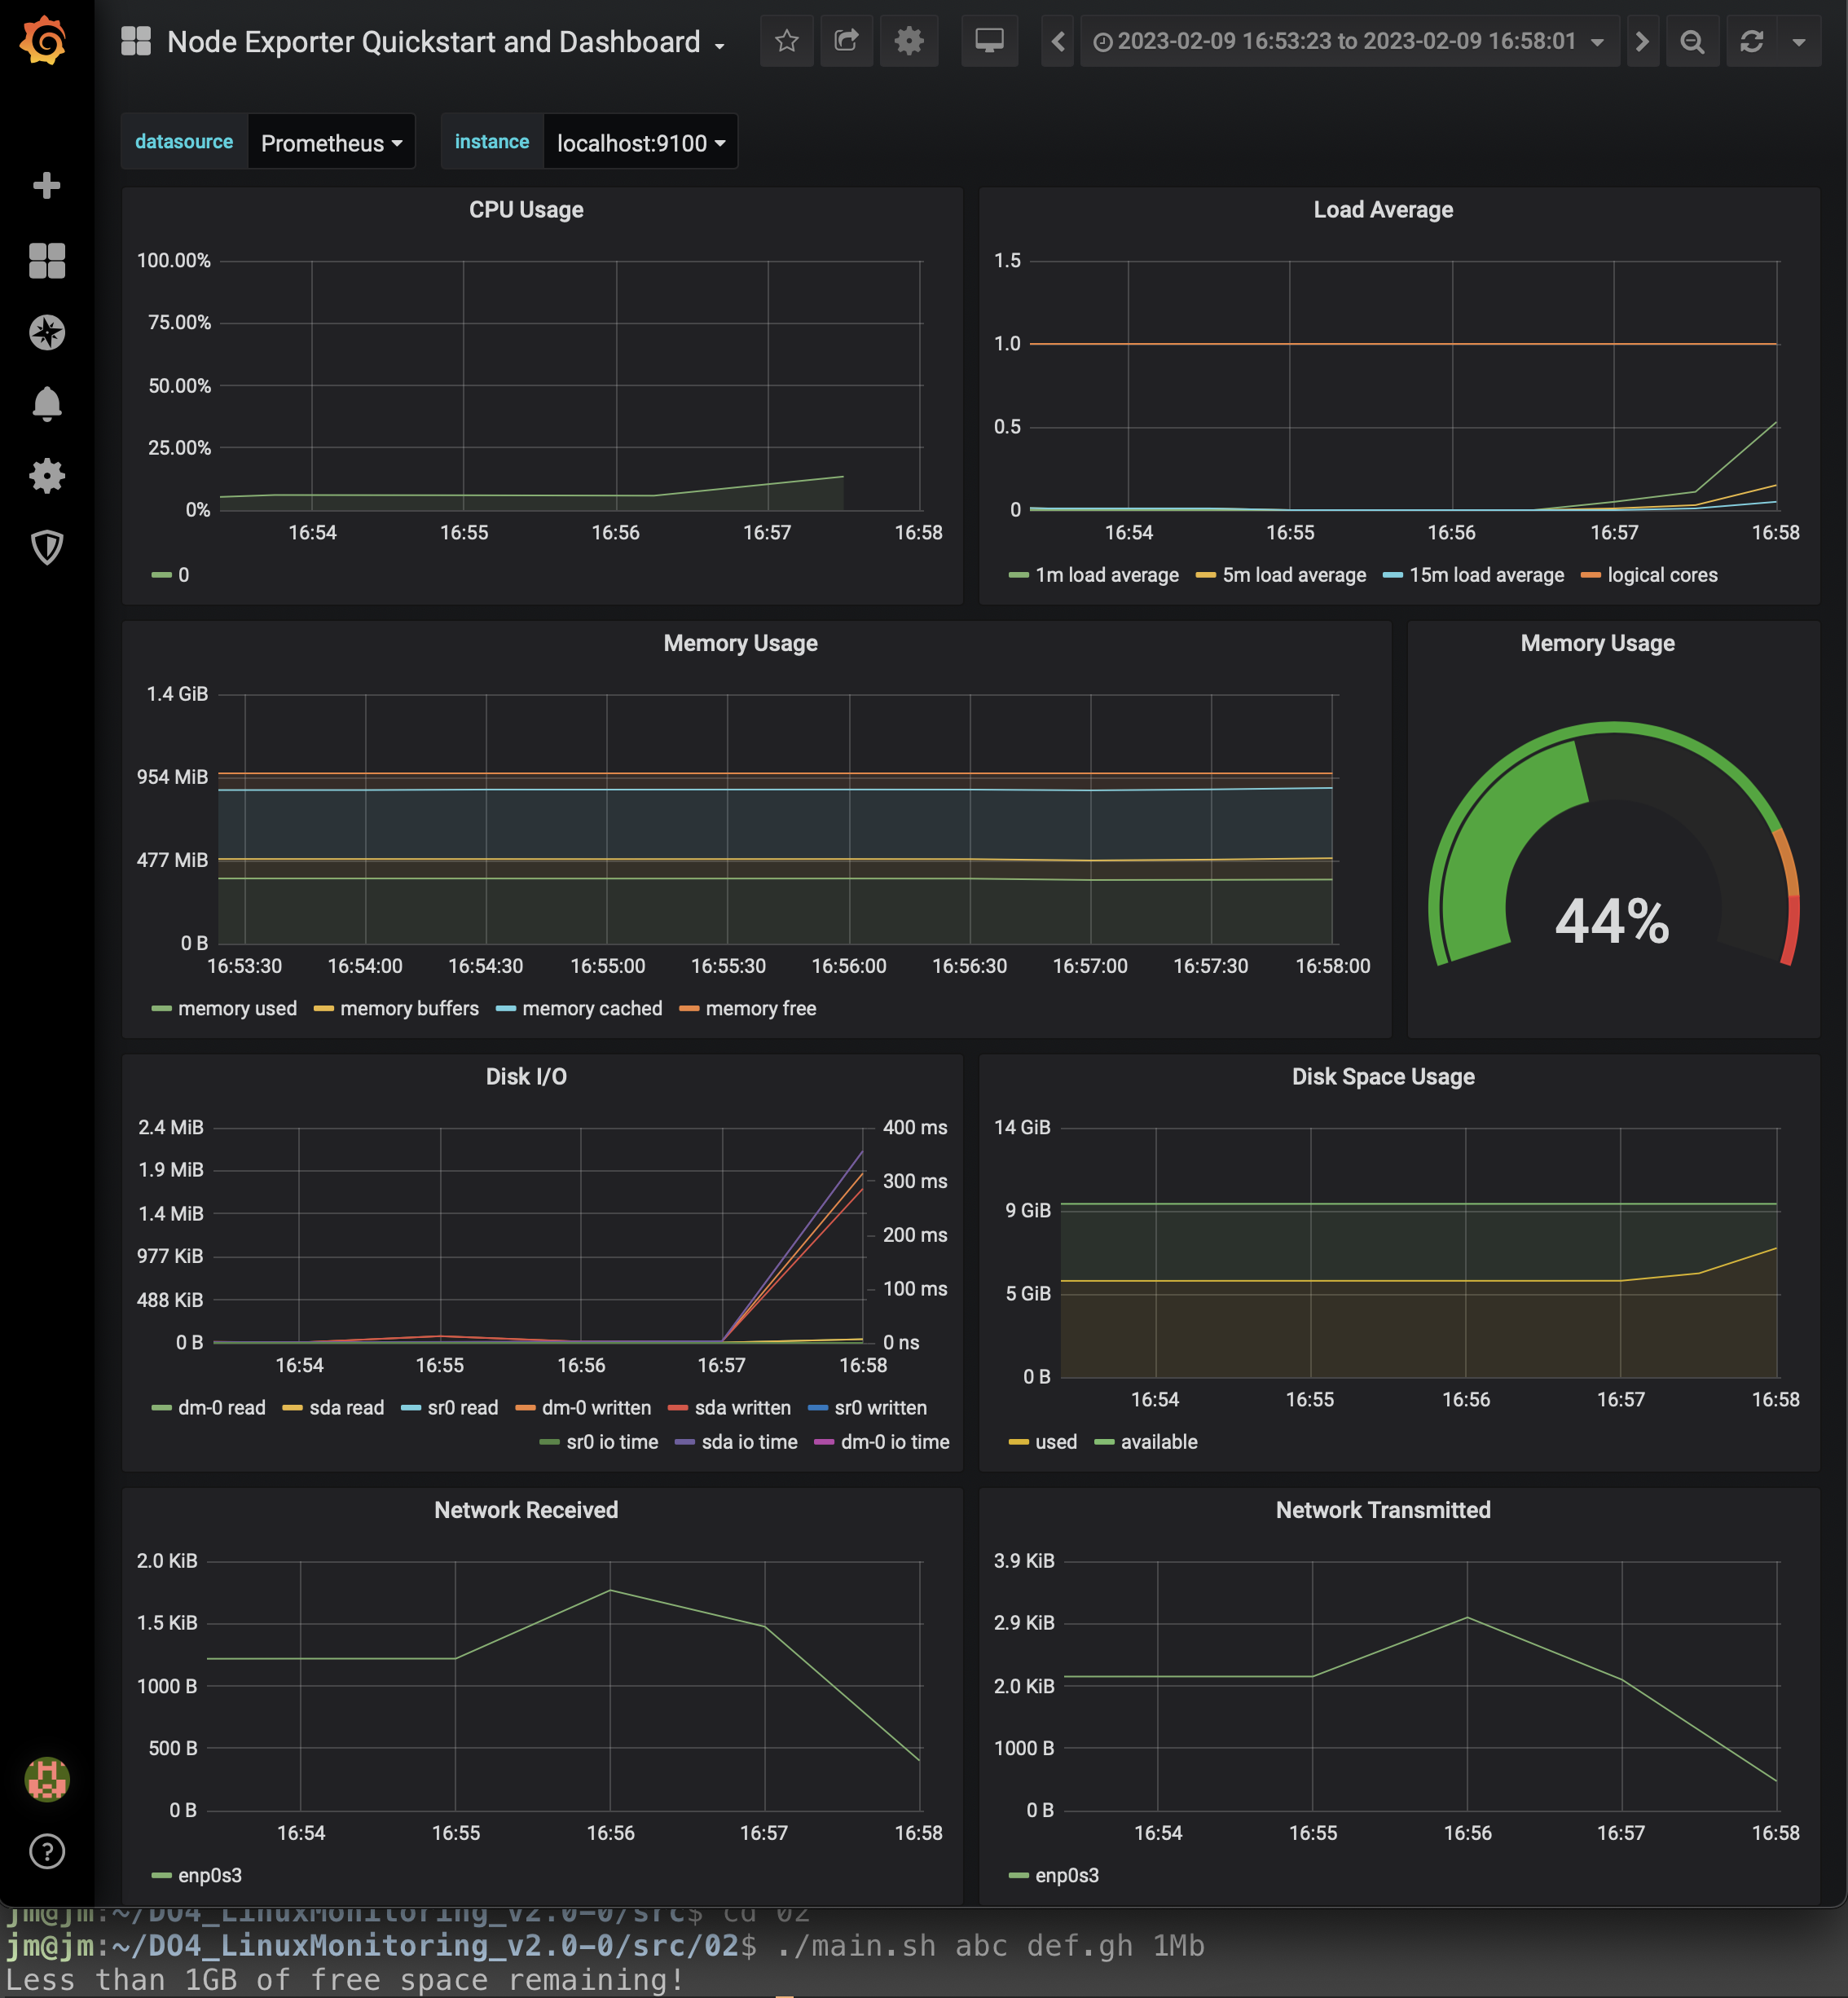 Node Exporter Quickstart and Dashboard
2023-02-09 16:53:23 to 2023-02-09 16:58:01
datasource Prometheus instance localhost:9100
CPU Usage
100.00%
75.00%
50.00%
25.00%
0%
16:54 16:55 16:56 16:57 16:58
0
Load Average
1.5
1.0
0.5
0
16:54 16:55 16:56 16:57 16:58
1m load average 5m load average 15m load average logical cores
Memory Usage
1.4 GiB
954 MiB
477 MiB
0 B
16:53:30 16:54:00 16:54:30 16:55:00 16:55:30 16:56:00 16:56:30 16:57:00 16:57:30 16:58:00
memory used memory buffers memory cached memory free
Memory Usage
44%
Disk I/O
2.4 MiB 400 ms
1.9 MiB
300 ms
1.4 MiB
200 ms
977 KiB
100 ms
488 KiB
0 B 0 ns
16:54 16:55 16:56 16:57 16:58
dm-0 read sda read sr0 read dm-0 written sda written sr0 written
sr0 io time sda io time dm-0 io time
Disk Space Usage
14 GiB
9 GiB
5 GiB
0 B
16:54 16:55 16:56 16:57 16:58
used available
Network Received
2.0 KiB
1.5 KiB
1000 B
500 B
0 B
16:54 16:55 16:56 16:57 16:58
enp0s3
Network Transmitted
3.9 KiB
2.9 KiB
2.0 KiB
1000 B
0 B
16:54 16:55 16:56 16:57 16:58
enp0s3
jm@jm:~/DO4_LinuxMonitoring_v2.0-0/src$ cd 02
jm@jm:~/DO4_LinuxMonitoring_v2.0-0/src/02$ ./main.sh abc def.gh 1Mb
Less than 1GB of free space remaining!